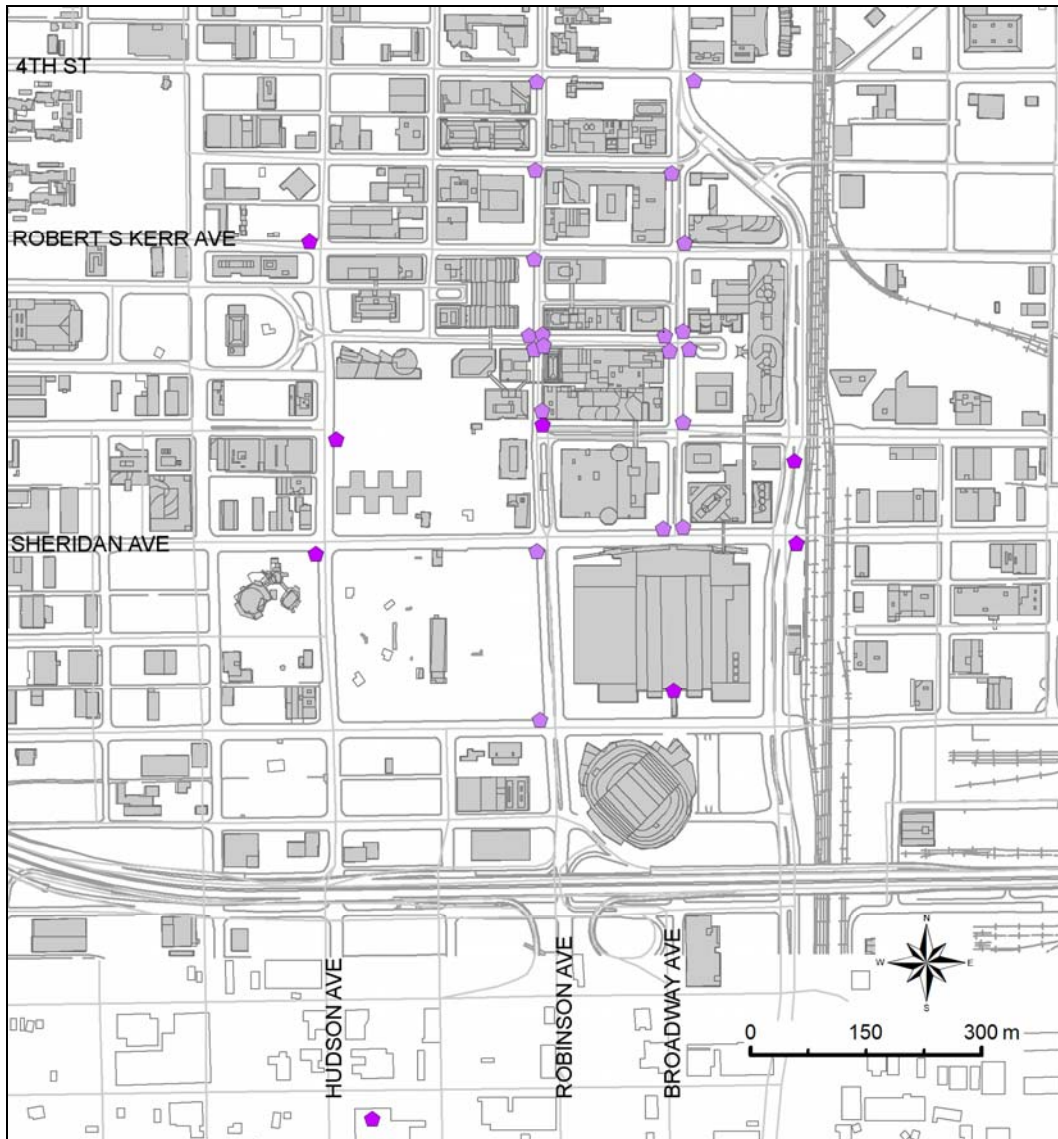 4TH ST
ROBERT S KERR AVE
SHERIDAN AVE
HUDSON AVE
ROBINSON AVE
BROADWAY AVE
N
W E
S
0 150 300 m